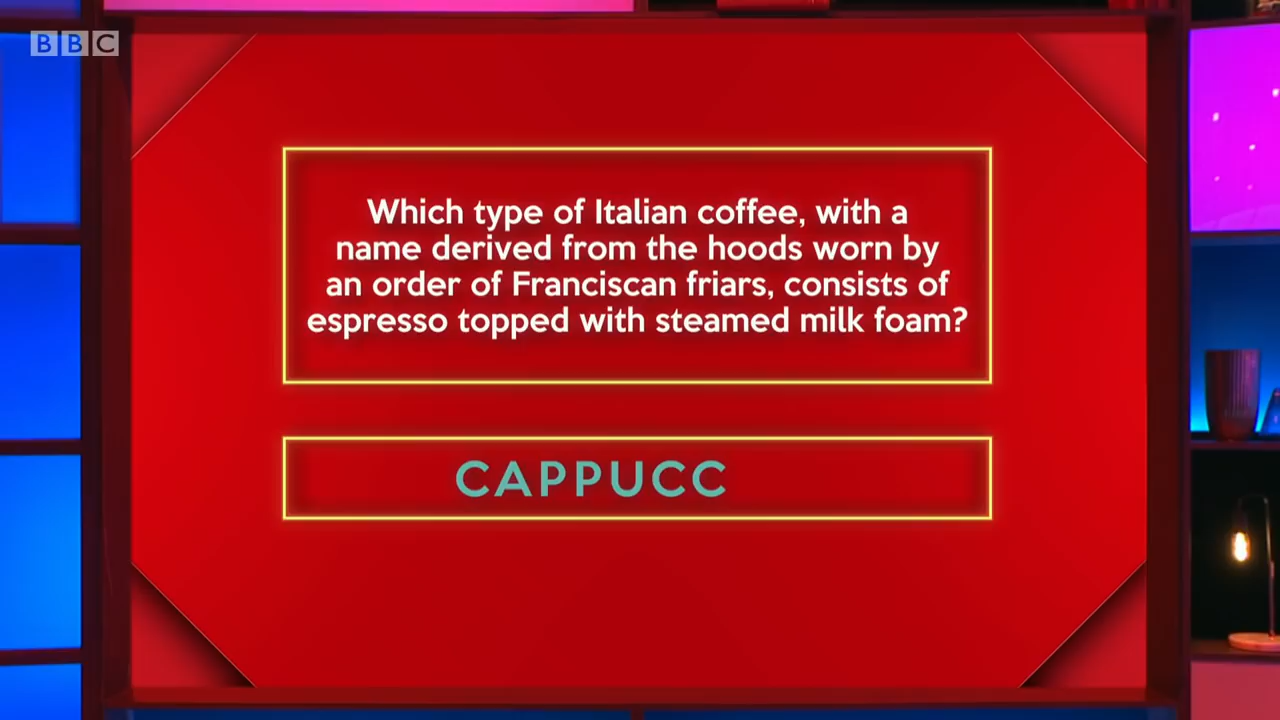 BBC
Which type of Italian coffee, with a
name derived from the hoods worn by
an order of Franciscan friars, consists of
espresso topped with steamed milk foam?
CAPPUCC